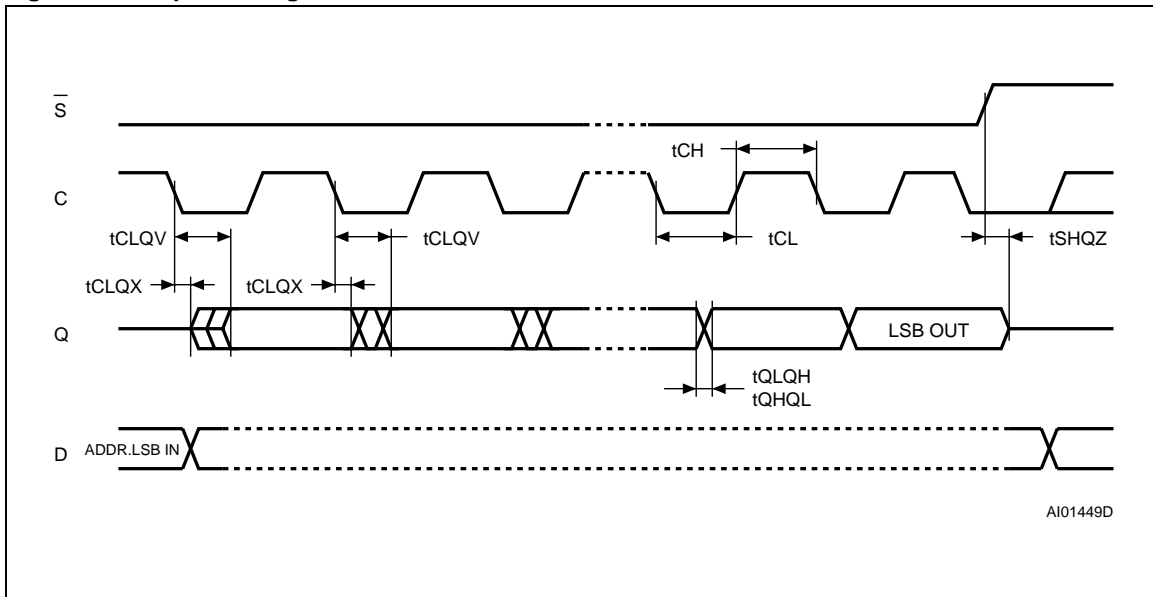 S
tCH
C
tCLQV
tCLQV
tCL
tSHQZ
tCLQX
tCLQX
Q
LSB OUT
tQLQH
tQHQL
D
ADDR.LSB IN
AI01449D